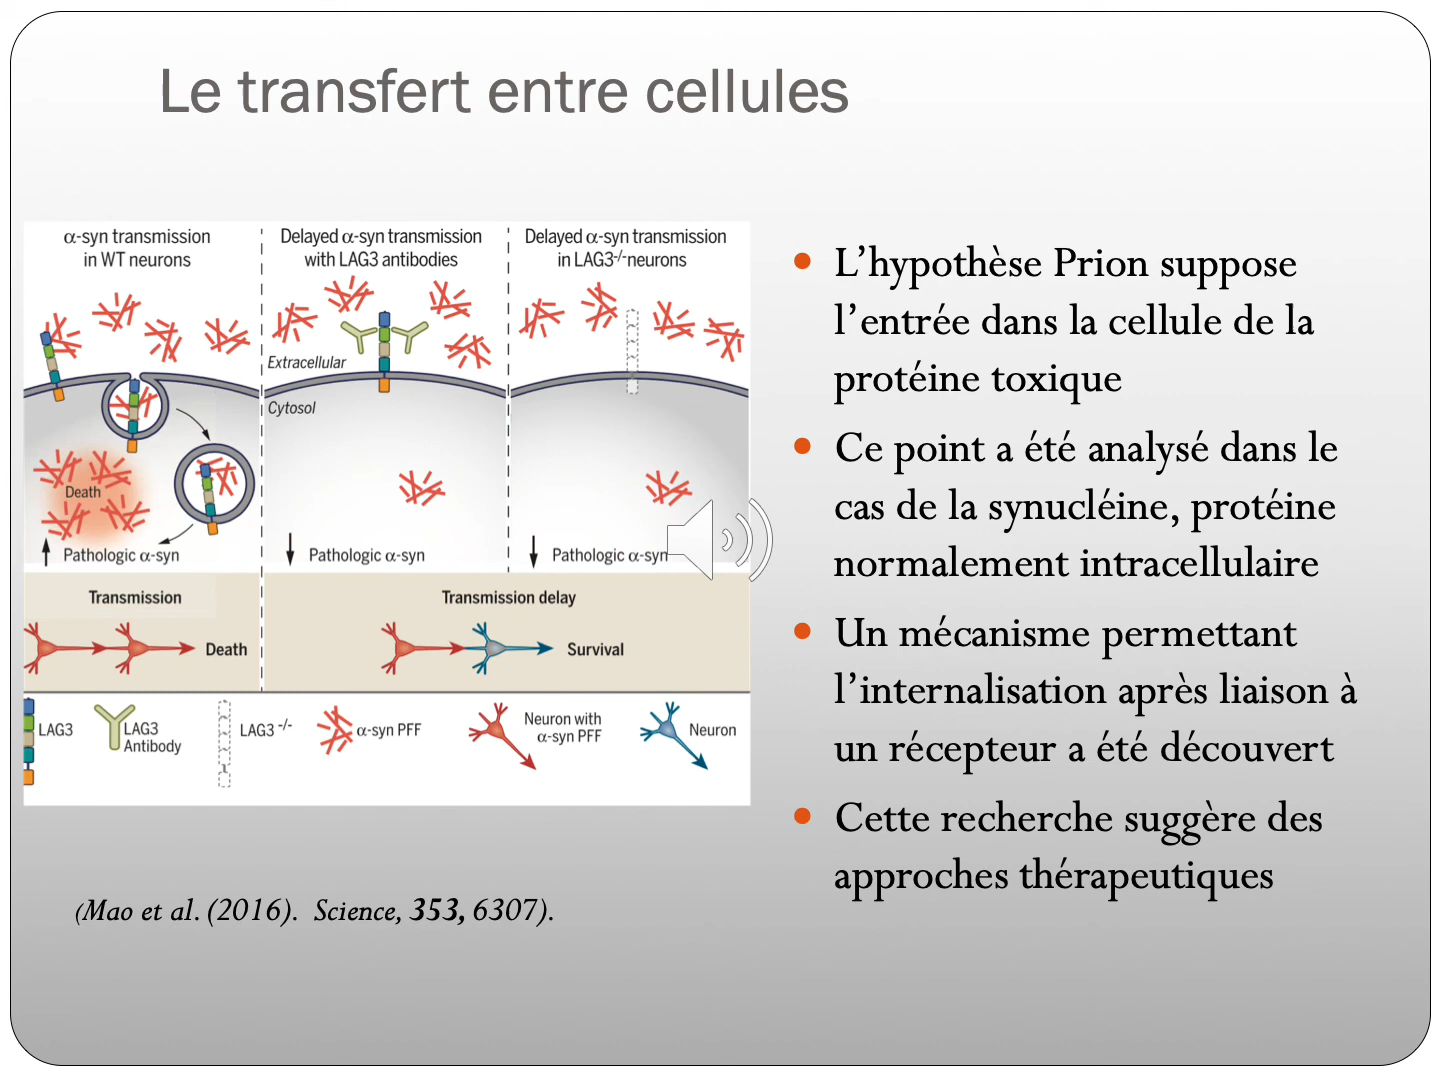 Le transfert entre cellules
α-syn transmission
in WT neurons
Delayed α-syn transmission
with LAG3 antibodies
Delayed α-syn transmission
in LAG3-/-neurons
Extracellular
Cytosol
Death
Pathologic α-syn
Pathologic α-syn
Pathologic α-syn
Transmission
Transmission delay
Death
Survival
LAG3
LAG3
Antibody
LAG3 -/-
α-syn PFF
Neuron with
α-syn PFF
Neuron
L’hypothèse Prion suppose
l’entrée dans la cellule de la
protéine toxique
Ce point a été analysé dans le
cas de la synucléine, protéine
normalement intracellulaire
Un mécanisme permettant
l’internalisation après liaison à
un récepteur a été découvert
Cette recherche suggère des
approches thérapeutiques
(Mao et al. (2016). Science, 353, 6307).